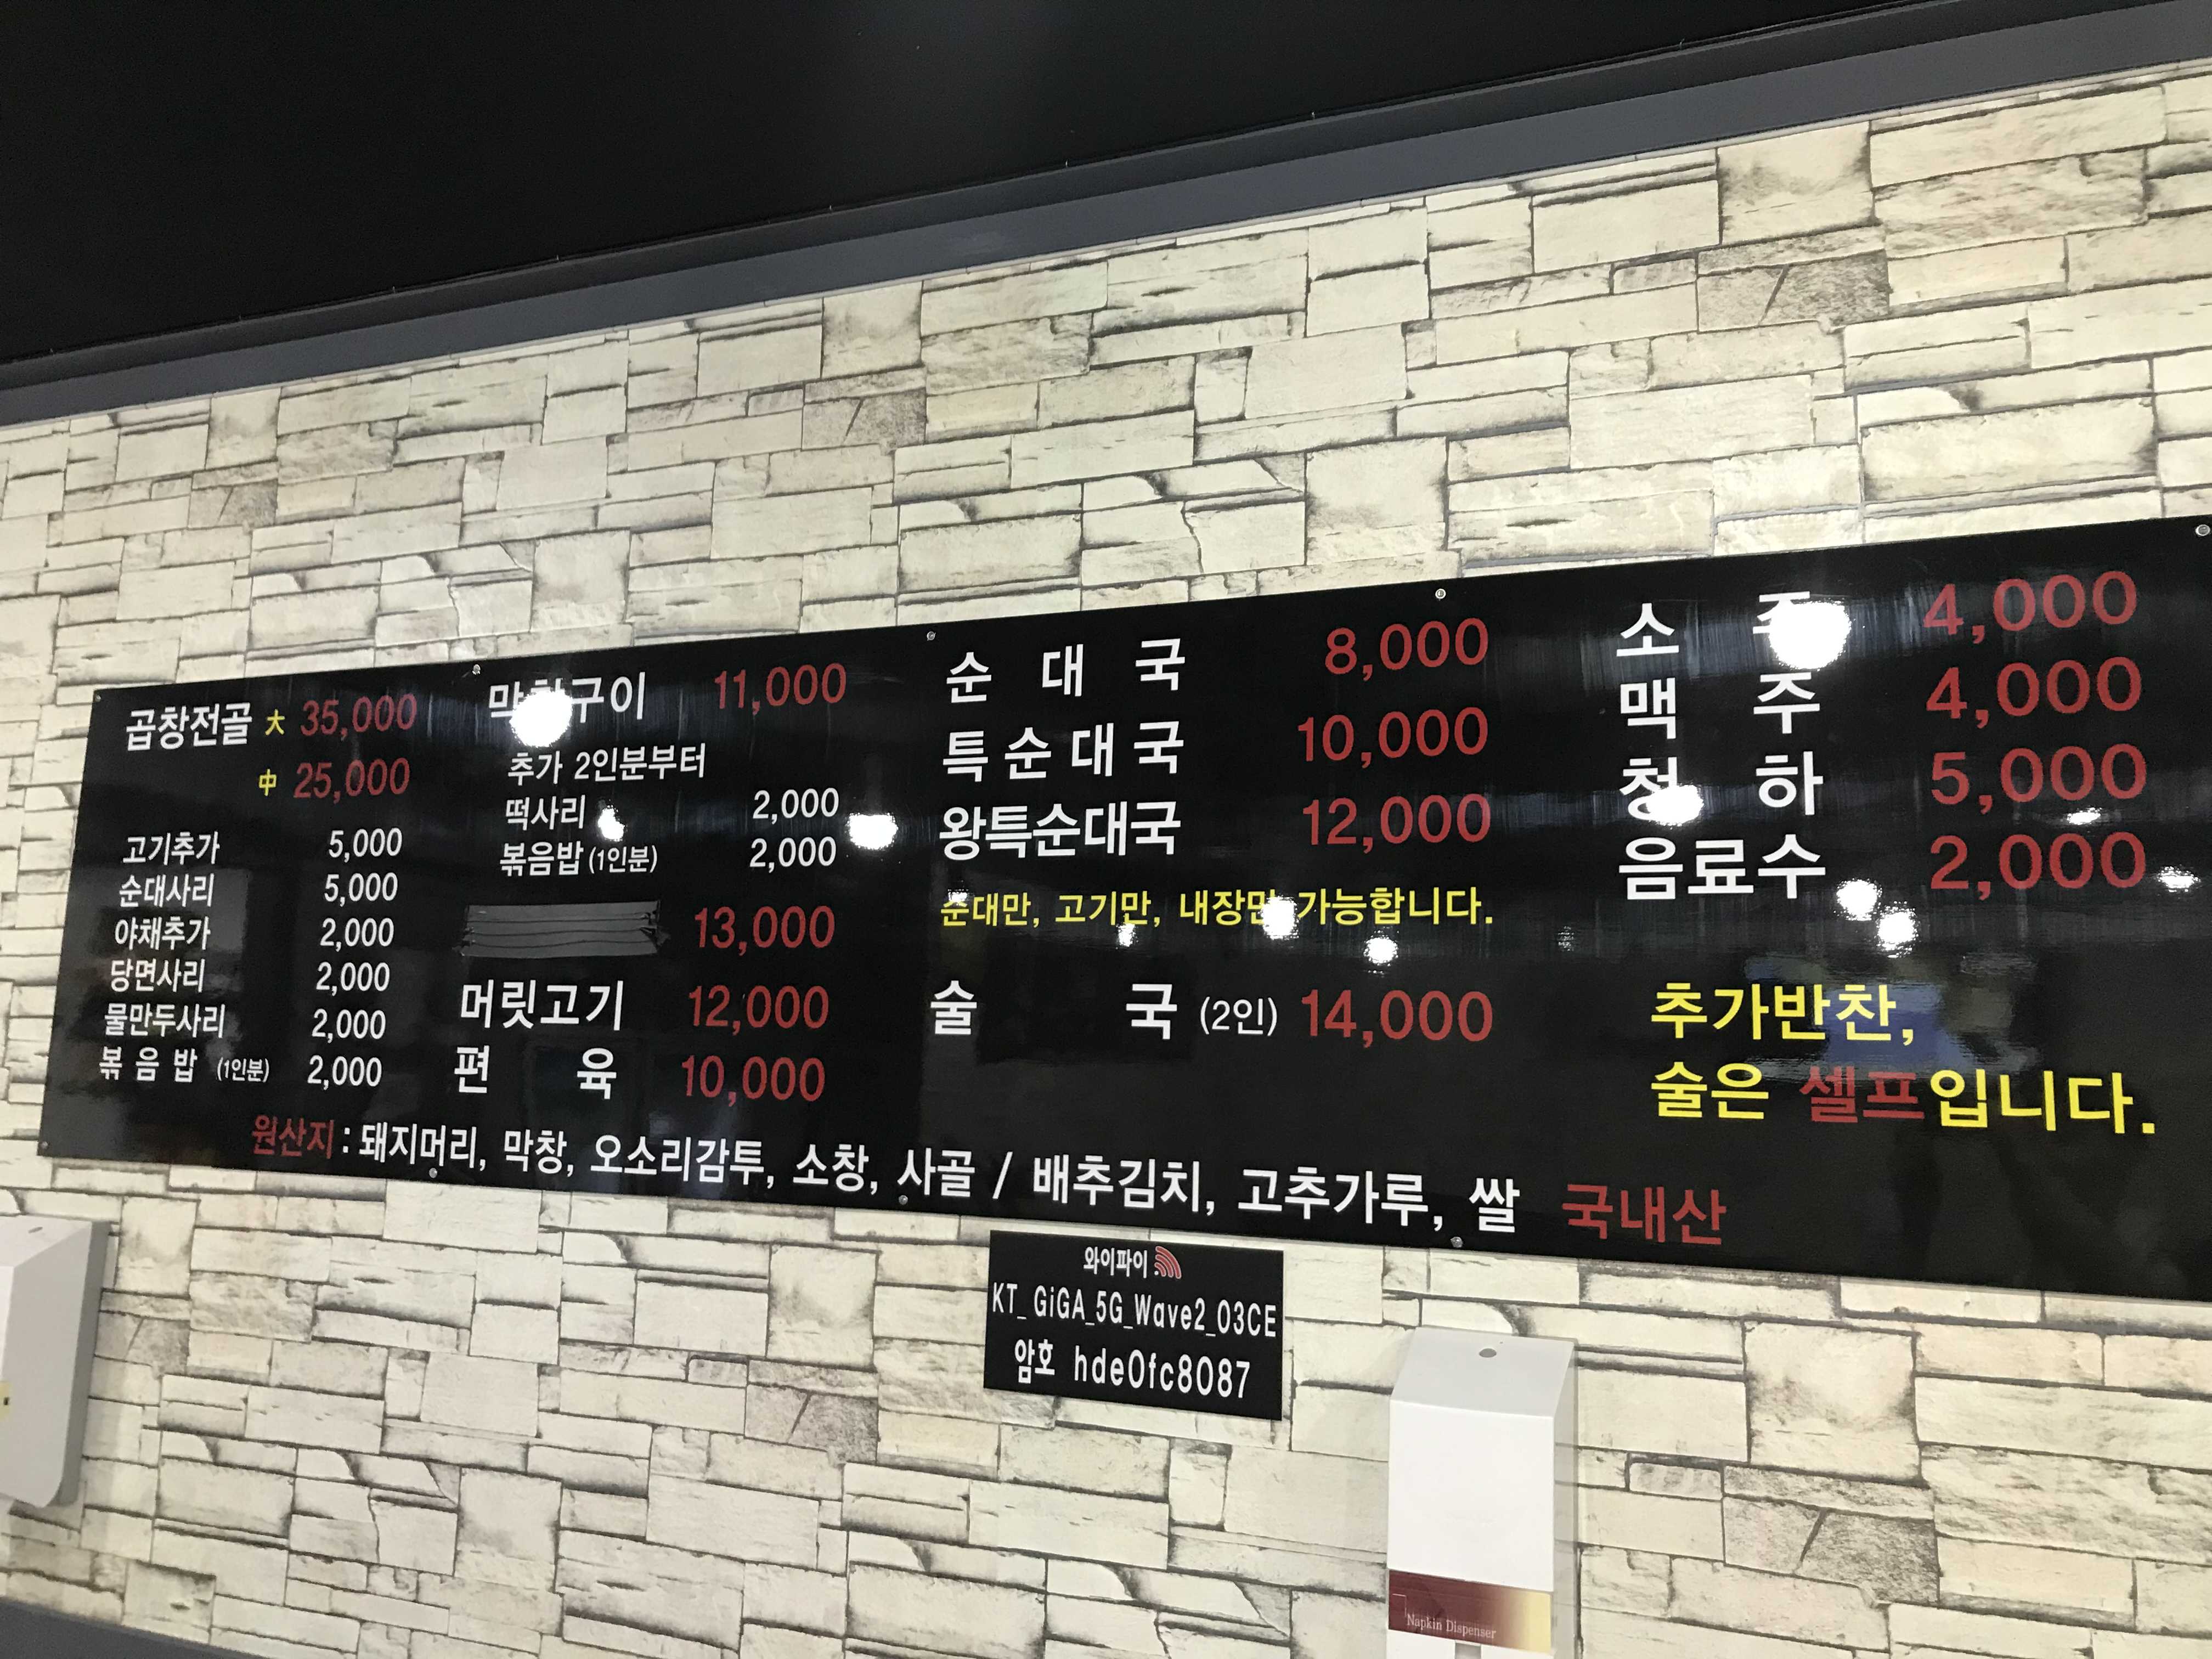 곱창전골 大 35,000
中 25,000
고기추가 5,000
순대사리 5,000
야채추가 2,000
당면사리 2,000
물만두사리 2,000
볶음밥 (1인분) 2,000
11,000
추가 2인분부터
떡사리 2,000
볶음밥 (1인분) 2,000
13,000
머릿고기 12,000
편 육 10,000
순 대 국 8,000
특 순 대 국 10,000
왕특순대국 12,000
순대만, 고기만, 내장만 가능합니다.
술 국 (2인) 14,000
소 주 4,000
맥 주 4,000
청 하 5,000
음료수 2,000
추가반찬,
술은 셀프입니다.
원산지 : 돼지머리, 막창, 오소리감투, 소창, 사골 / 배추김치, 고추가루, 쌀 국내산
와이파이
KT_GiGA_5G_Wave2_03CE
암호 hde0fc8087
Napkin Dispenser